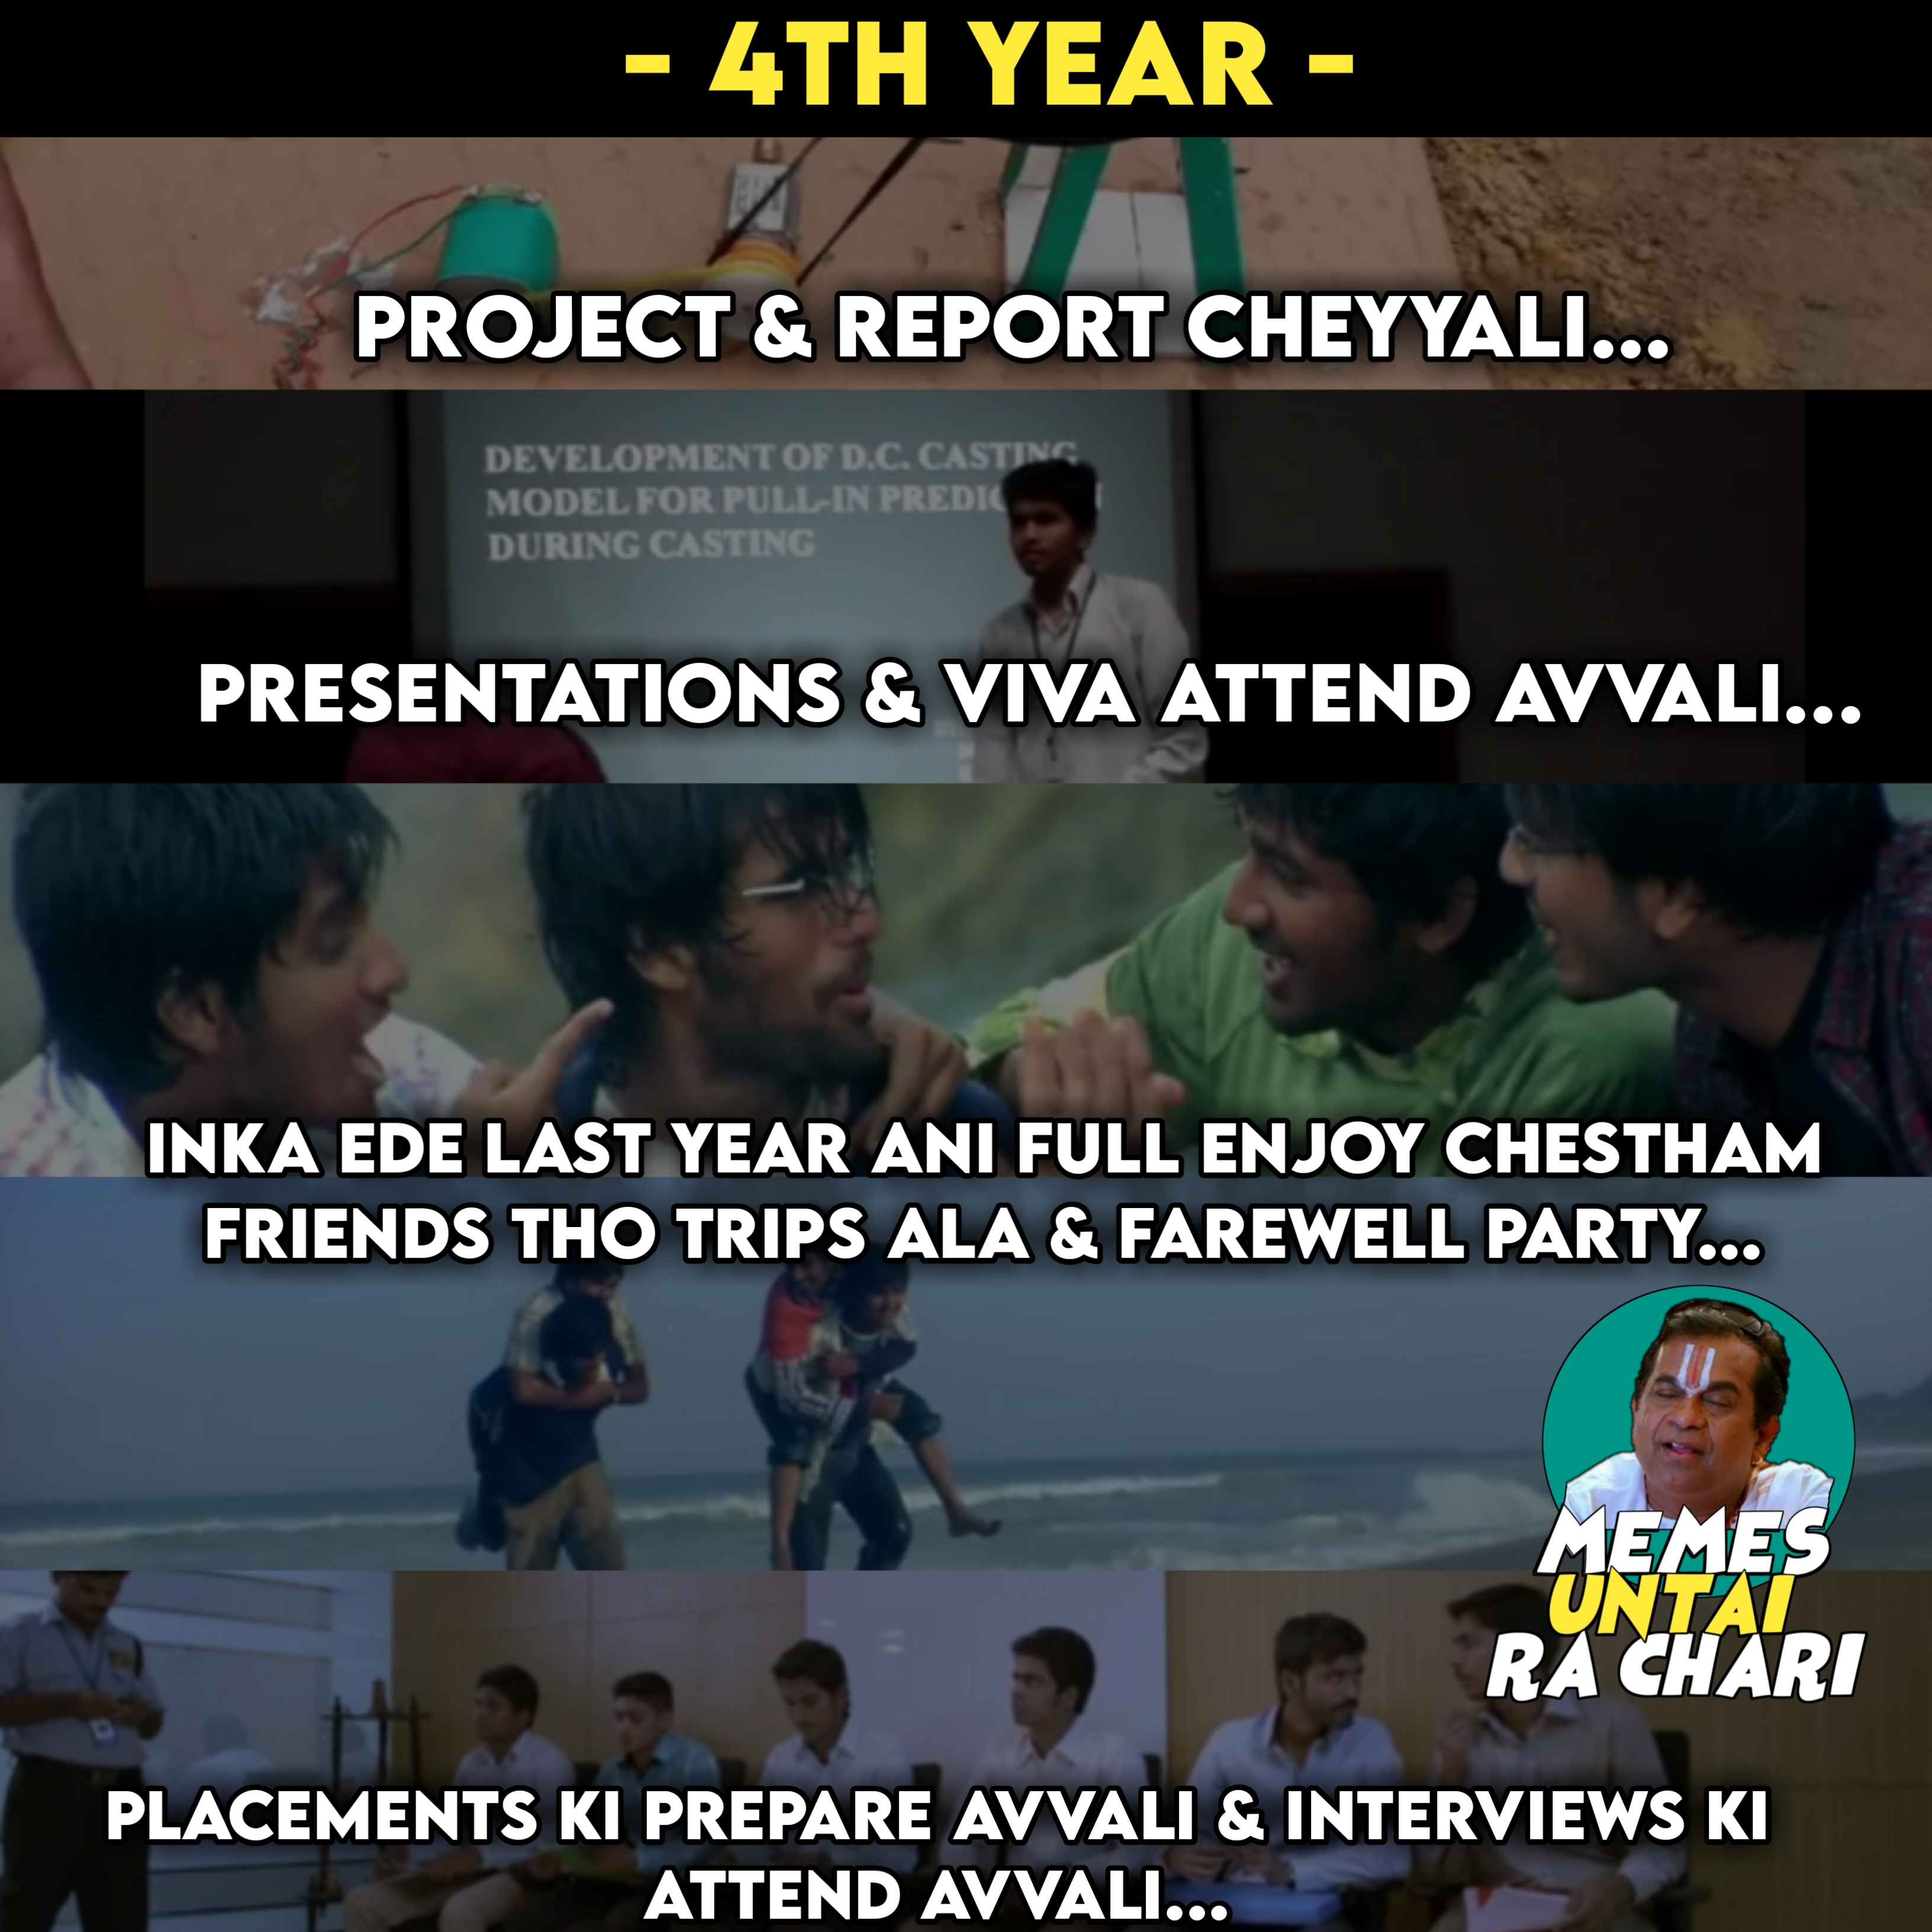 - 4TH YEAR -
PROJECT & REPORT CHEYYALI...
DEVELOPMENT OF D.C. CASTING
MODEL FOR PULL-IN
DURING CASTING
PRESENTATIONS & VIVA ATTEND AVVALI...
INKA EDE LAST YEAR ANI FULL ENJOY CHESTHAM
FRIENDS THO TRIPS ALA & FAREWELL PARTY...
MEMES
UNTAI
RA CHARI
PLACEMENTS KI PREPARE AVVALI & INTERVIEWS KI
ATTEND AVVALI...